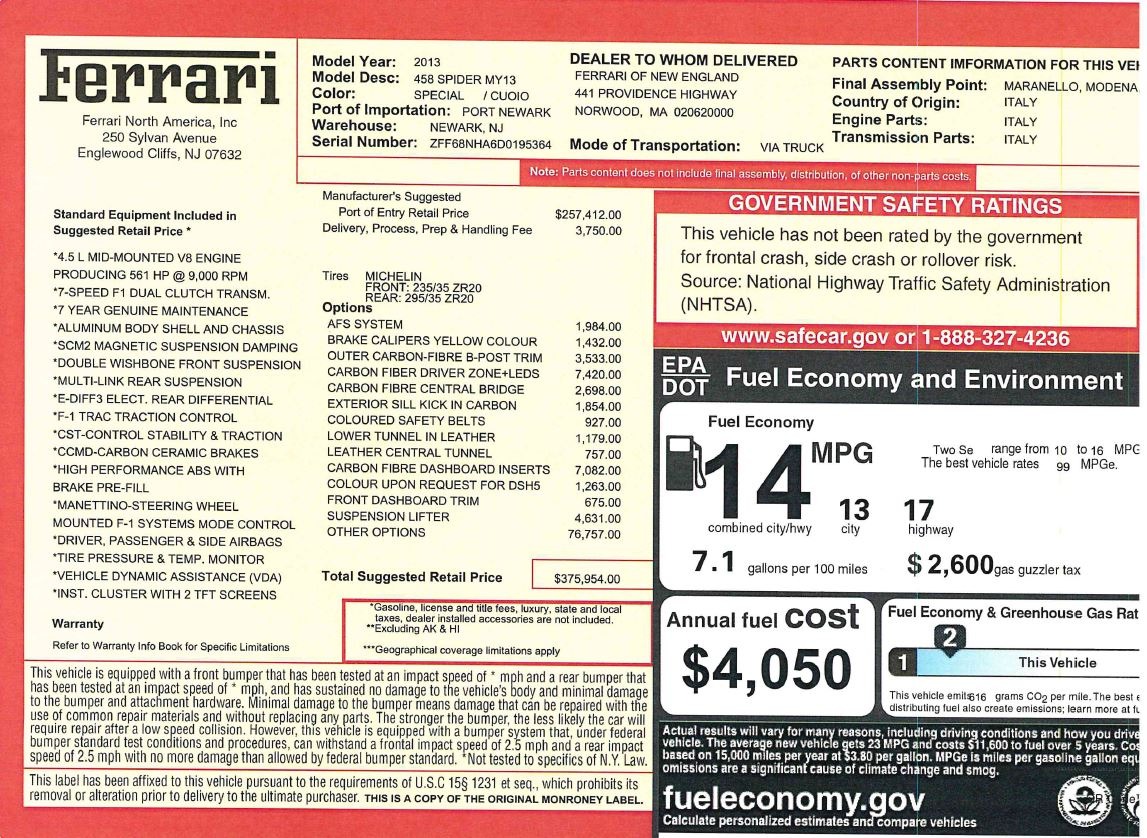 Ferrari
Ferrari North America, Inc
250 Sylvan Avenue
Englewood Cliffs, NJ 07632
Model Year: 2013
Model Desc: 458 SPIDER MY13
Color: SPECIAL / CUOIO
Port of Importation: PORT NEWARK
Warehouse: NEWARK, NJ
Serial Number: ZFF68NHA6D0195364
DEALER TO WHOM DELIVERED
FERRARI OF NEW ENGLAND
441 PROVIDENCE HIGHWAY
NORWOOD, MA 020620000
Mode of Transportation: VIA TRUCK
PARTS CONTENT IMFORMATION FOR THIS VEH
Final Assembly Point: MARANELLO, MODENA
Country of Origin: ITALY
Engine Parts: ITALY
Transmission Parts: ITALY
Note: Parts content does not include final assembly, distribution, of other non-parts costs.
Standard Equipment Included in
Suggested Retail Price *
*4.5 L MID-MOUNTED V8 ENGINE
PRODUCING 561 HP @ 9,000 RPM
*7-SPEED F1 DUAL CLUTCH TRANSM.
*7 YEAR GENUINE MAINTENANCE
*ALUMINUM BODY SHELL AND CHASSIS
*SCM2 MAGNETIC SUSPENSION DAMPING
*DOUBLE WISHBONE FRONT SUSPENSION
*MULTI-LINK REAR SUSPENSION
*E-DIFF3 ELECT. REAR DIFFERENTIAL
*F-1 TRAC TRACTION CONTROL
*CST-CONTROL STABILITY & TRACTION
*CCMD-CARBON CERAMIC BRAKES
*HIGH PERFORMANCE ABS WITH
BRAKE PRE-FILL
*MANETTINO-STEERING WHEEL
MOUNTED F-1 SYSTEMS MODE CONTROL
*DRIVER, PASSENGER & SIDE AIRBAGS
*TIRE PRESSURE & TEMP. MONITOR
*VEHICLE DYNAMIC ASSISTANCE (VDA)
*INST. CLUSTER WITH 2 TFT SCREENS
Warranty
Refer to Warranty Info Book for Specific Limitations
Manufacturer's Suggested
Port of Entry Retail Price $257,412.00
Delivery, Process, Prep & Handling Fee 3,750.00
Tires MICHELIN
FRONT: 235/35 ZR20
REAR: 295/35 ZR20
Options
AFS SYSTEM 1,984.00
BRAKE CALIPERS YELLOW COLOUR 1,432.00
OUTER CARBON-FIBRE B-POST TRIM 3,533.00
CARBON FIBER DRIVER ZONE+LEDS 7,420.00
CARBON FIBRE CENTRAL BRIDGE 2,698.00
EXTERIOR SILL KICK IN CARBON 1,854.00
COLOURED SAFETY BELTS 927.00
LOWER TUNNEL IN LEATHER 1,179.00
LEATHER CENTRAL TUNNEL 757.00
CARBON FIBRE DASHBOARD INSERTS 7,082.00
COLOUR UPON REQUEST FOR DSH5 1,263.00
FRONT DASHBOARD TRIM 675.00
SUSPENSION LIFTER 4,631.00
OTHER OPTIONS 76,757.00
Total Suggested Retail Price $375,954.00
*Gasoline, license and title fees, luxury, state and local
taxes, dealer installed accessories are not included.
**Excluding AK & HI
***Geographical coverage limitations apply
This vehicle is equipped with a front bumper that has been tested at an impact speed of * mph and a rear bumper that
has been tested at an impact speed of * mph, and has sustained no damage to the vehicle's body and minimal damage
to the bumper and attachment hardware. Minimal damage to the bumper means damage that can be repaired with the
use of common repair materials and without replacing any parts. The stronger the bumper, the less likely the car will
require repair after a low speed collision. However, this vehicle is equipped with a bumper system that, under federal
bumper standard test conditions and procedures, can withstand a frontal impact speed of 2.5 mph and a rear impact
speed of 2.5 mph with no more damage than allowed by federal bumper standard. *Not tested to specifics of N.Y. Law.
This label has been affixed to this vehicle pursuant to the requirements of U.S.C 15§ 1231 et seq., which prohibits its
removal or alteration prior to delivery to the ultimate purchaser. THIS IS A COPY OF THE ORIGINAL MONRONEY LABEL.
GOVERNMENT SAFETY RATINGS
This vehicle has not been rated by the government
for frontal crash, side crash or rollover risk.
Source: National Highway Traffic Safety Administration
(NHTSA).
www.safecar.gov or 1-888-327-4236
EPA
DOT
Fuel Economy and Environment
Fuel Economy
14 MPG
combined city/hwy
13
city
17
highway
Two Se range from 10 to 16 MPG
The best vehicle rates 99 MPGe.
7.1 gallons per 100 miles
$ 2,600 gas guzzler tax
Annual fuel cost
$4,050
Fuel Economy & Greenhouse Gas Rat
2
1
This Vehicle
This vehicle emits 616 grams CO2 per mile. The best e
distributing fuel also create emissions; learn more at fu
Actual results will vary for many reasons, including driving conditions and how you drive
vehicle. The average new vehicle gets 23 MPG and costs $11,600 to fuel over 5 years. Cos
based on 15,000 miles per year at $3.80 per gallon. MPGe is miles per gasoline gallon equ
omissions are a significant cause of climate change and smog.
fueleconomy.gov
Calculate personalized estimates and compare vehicles